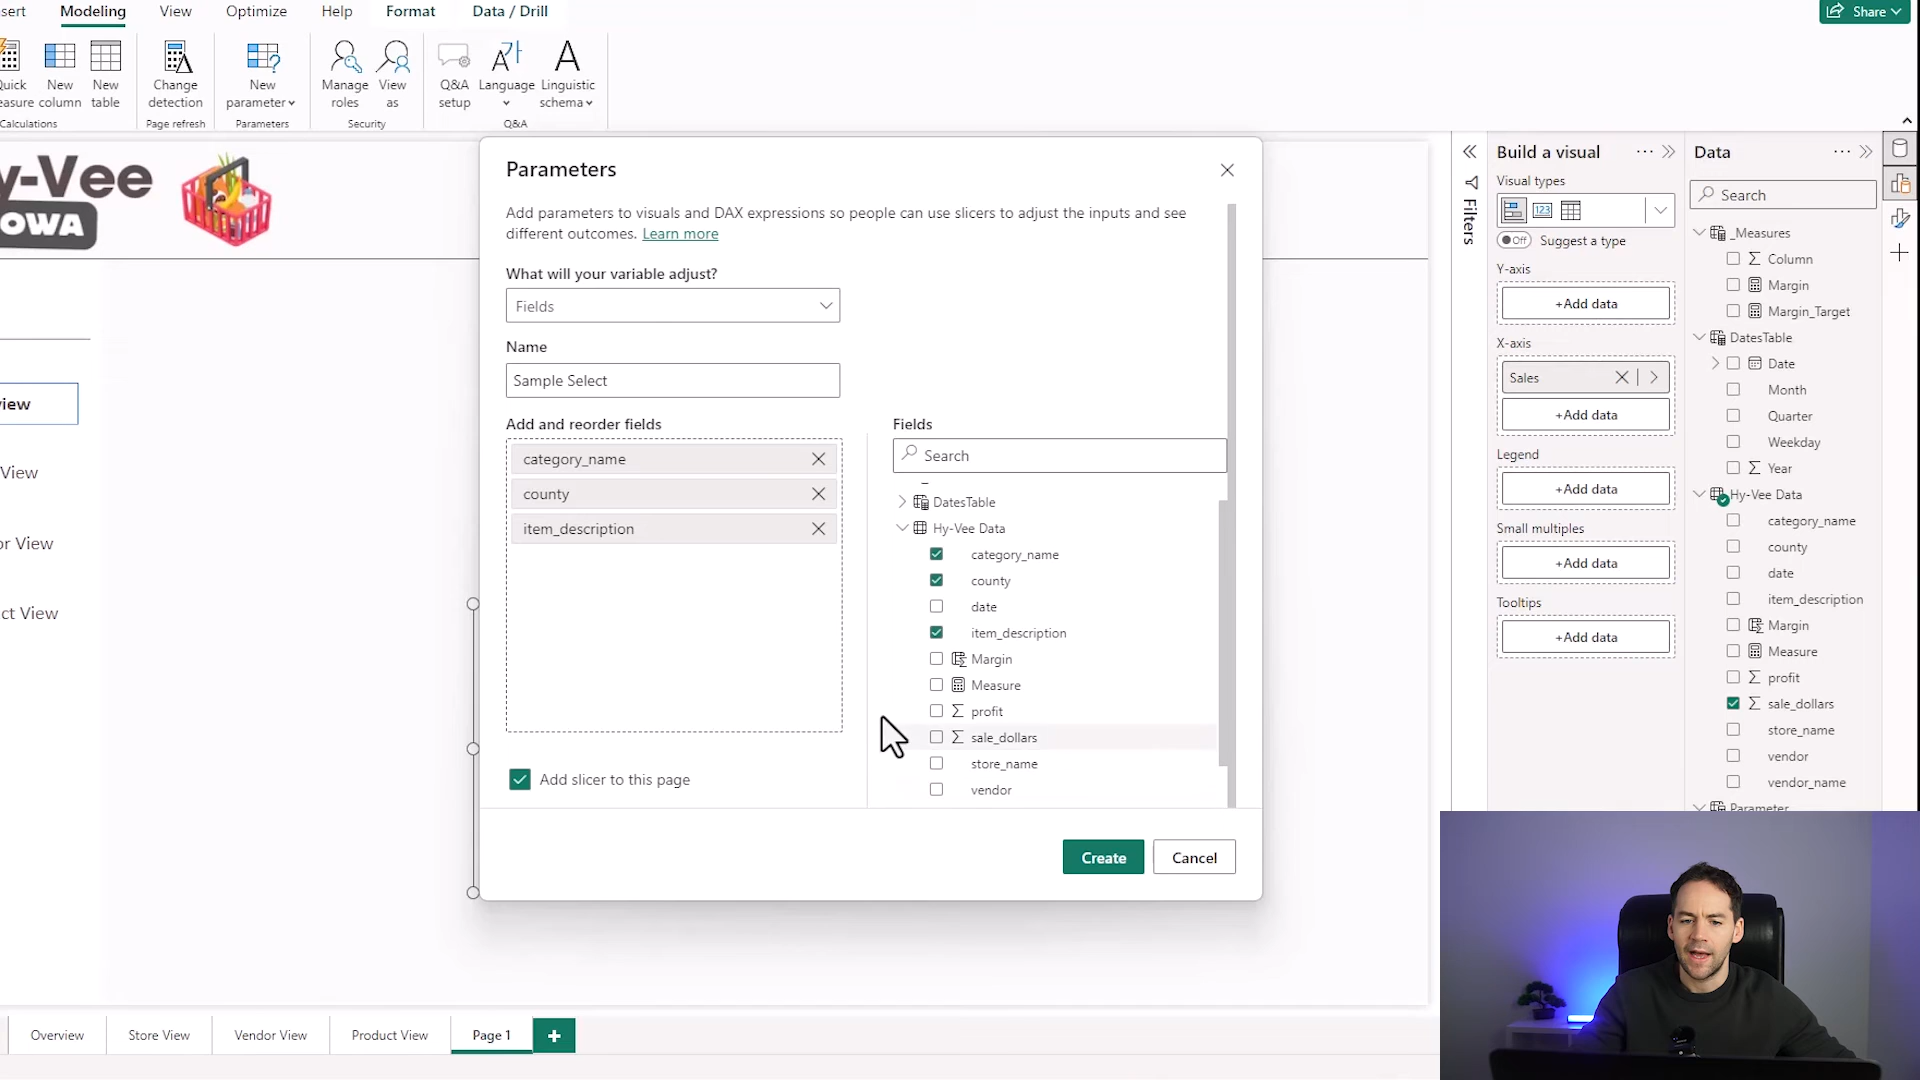 sert
Modeling
View
Optimize
Help
Format
Data / Drill
Share
Quick
New
New
Change
New
Manage
View
Q&A
Language
Linguistic
easure
column
table
detection
parameter
roles
as
setup
schema
Calculations
Page refresh
Parameters
Security
Q&A
y-Vee
OWA
iew
View
or View
ct View
Parameters
Add parameters to visuals and DAX expressions so people can use slicers to adjust the inputs and see
different outcomes. Learn more
What will your variable adjust?
Fields
Name
Sample Select
Add and reorder fields
category_name
county
item_description
Add slicer to this page
Fields
Search
DatesTable
Hy-Vee Data
category_name
county
date
item_description
Margin
Measure
profit
sale_dollars
store_name
vendor
Create
Cancel
Filters
Build a visual
Visual types
123
Off
Suggest a type
Y-axis
+Add data
X-axis
Sales
+Add data
Legend
+Add data
Small multiples
+Add data
Tooltips
+Add data
Data
Search
_Measures
Column
Margin
Margin_Target
DatesTable
Date
Month
Quarter
Weekday
Year
Hy-Vee Data
category_name
county
date
item_description
Margin
Measure
profit
sale_dollars
store_name
vendor
vendor_name
Parameter
Overview
Store View
Vendor View
Product View
Page 1